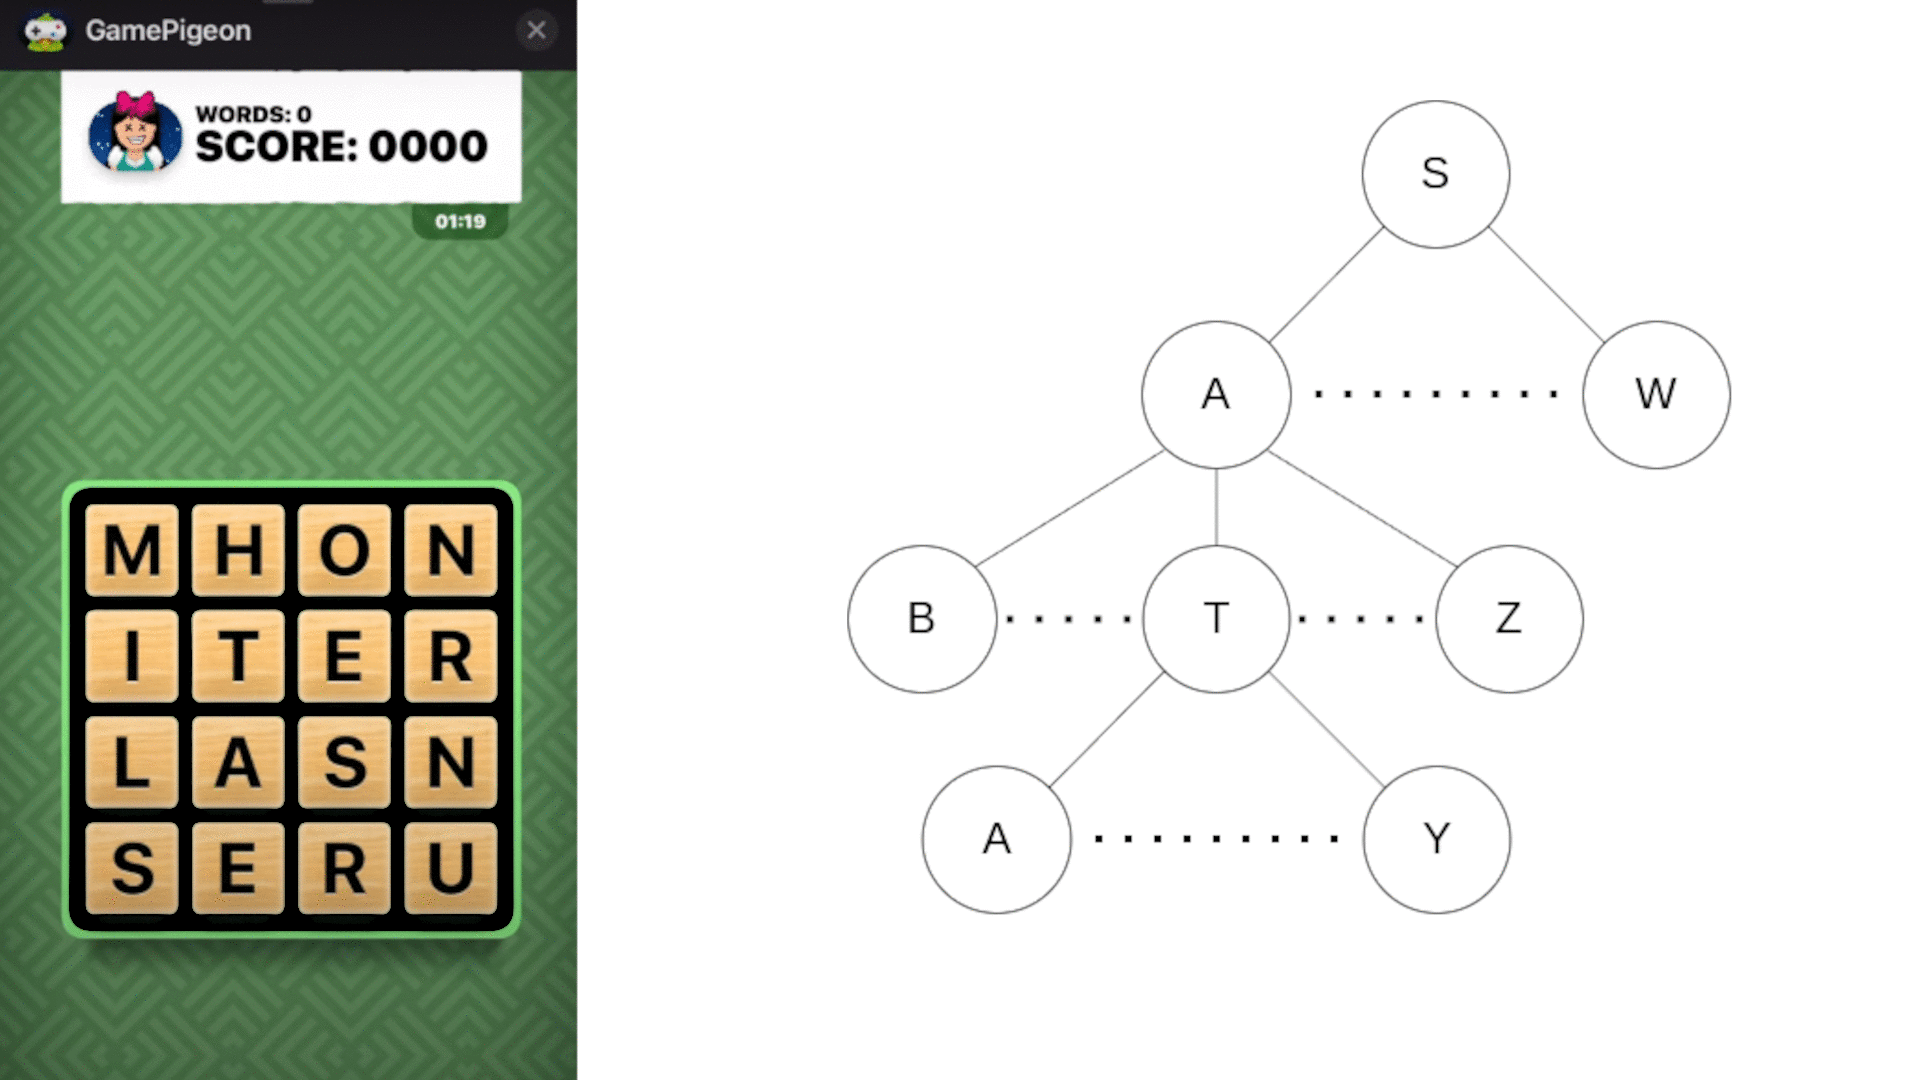 GamePigeon
WORDS: 0
SCORE: 0000
01:19
M H O N
I T E R
L A S N
S E R U
S
A W
B T Z
A Y